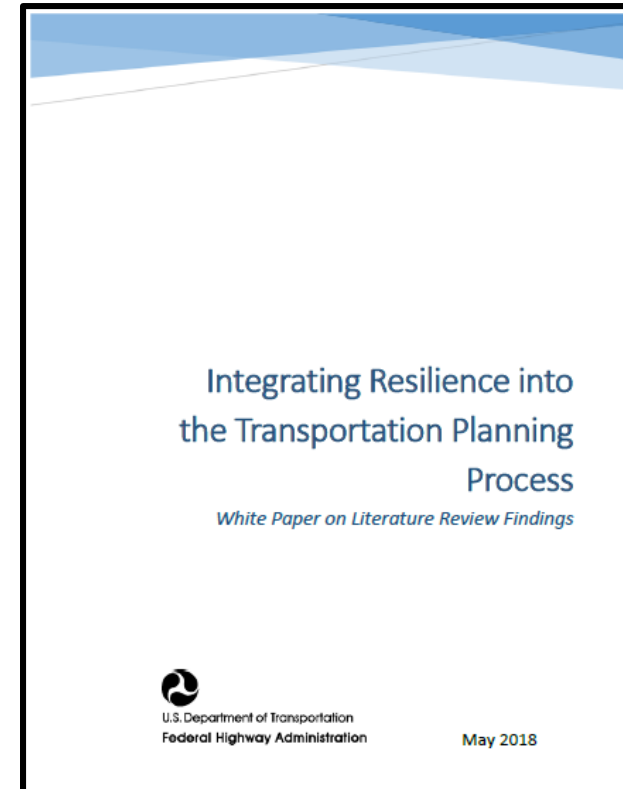 Integrating Resilience into
the Transportation Planning
Process
White Paper on Literature Review Findings
U.S. Department of Transportation
Federal Highway Administration
May 2018